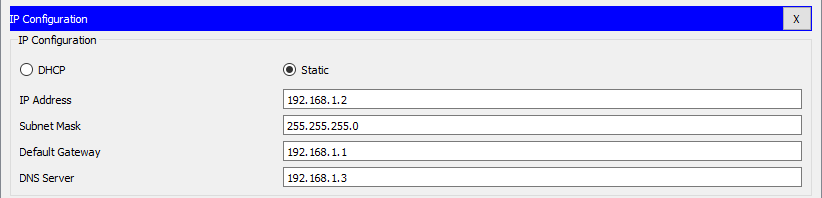 IP Configuration X
IP Configuration
DHCP Static
IP Address 192.168.1.2
Subnet Mask 255.255.255.0
Default Gateway 192.168.1.1
DNS Server 192.168.1.3